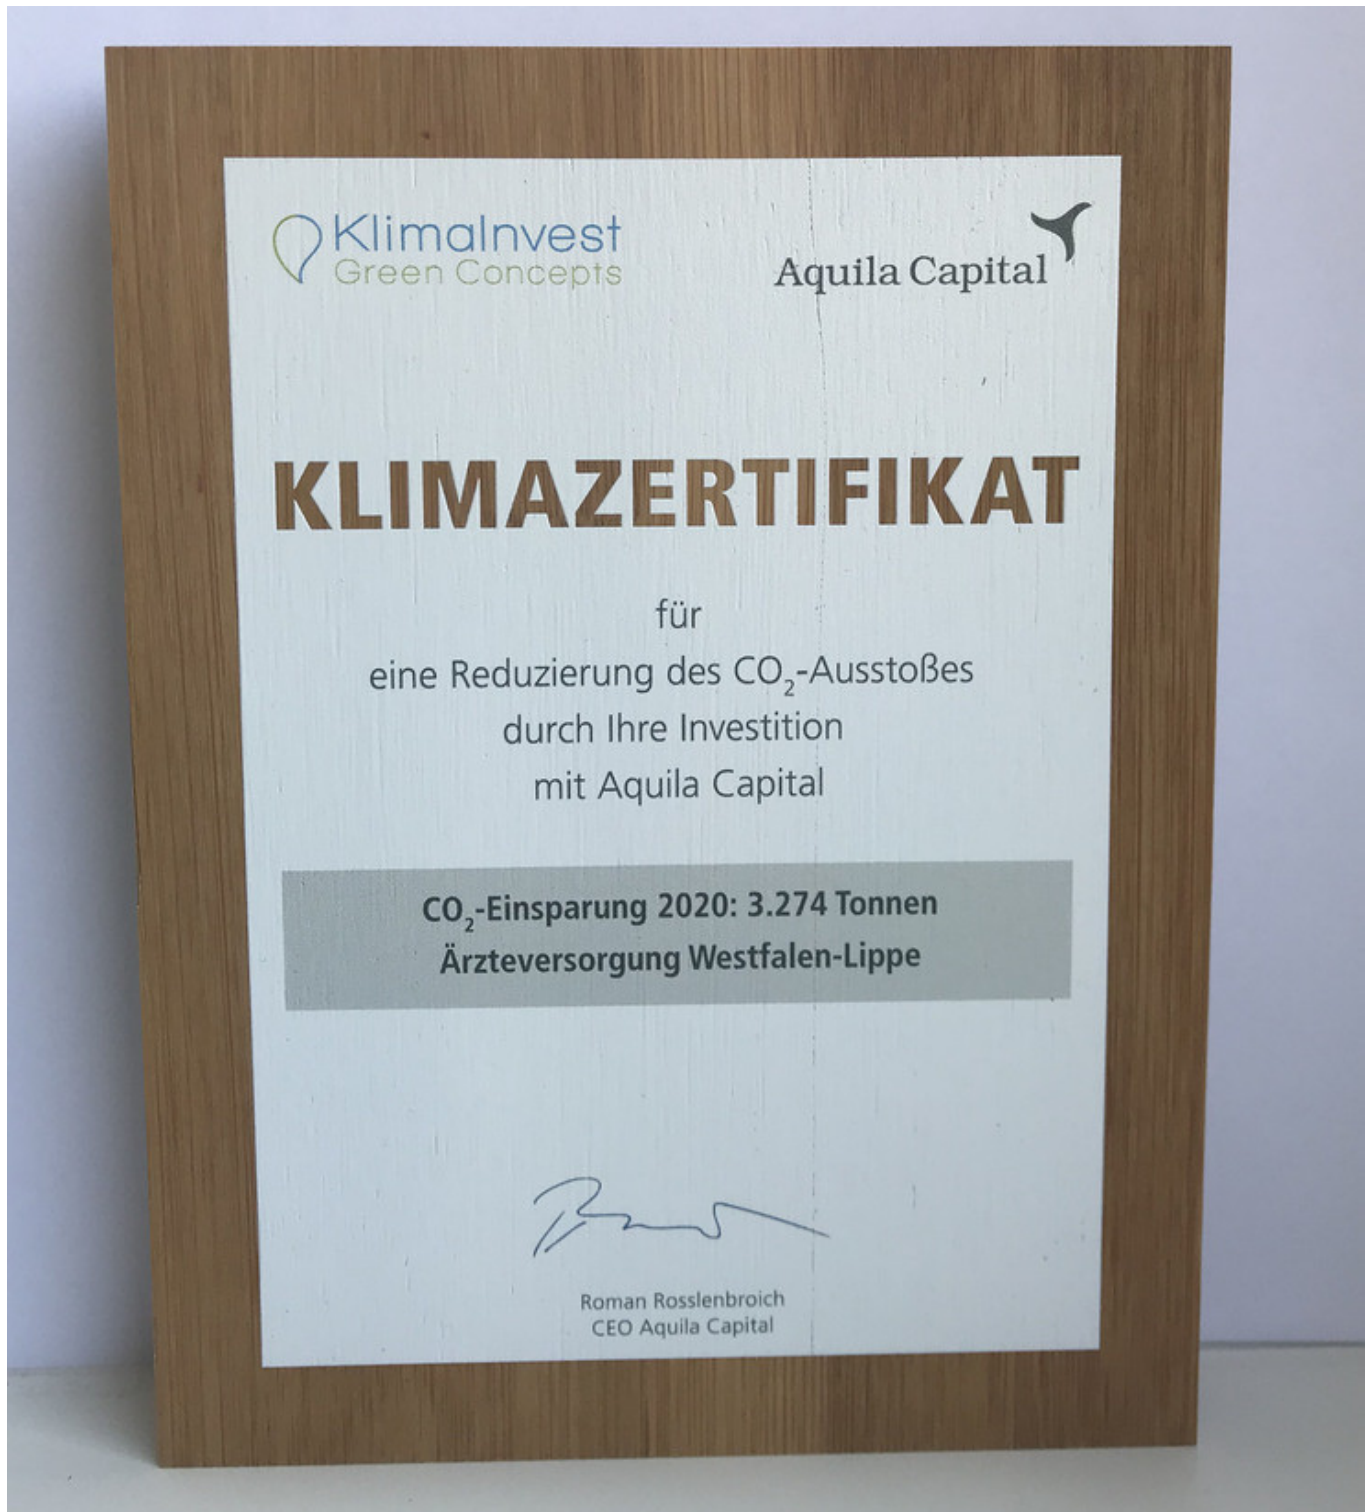 KlimaInvest
Green Concepts
Aquila Capital
KLIMAZERTIFIKAT
für
eine Reduzierung des CO₂-Ausstoßes
durch Ihre Investition
mit Aquila Capital
CO₂-Einsparung 2020: 3.274 Tonnen
Ärzteversorgung Westfalen-Lippe
Roman Rosslenbroich
CEO Aquila Capital